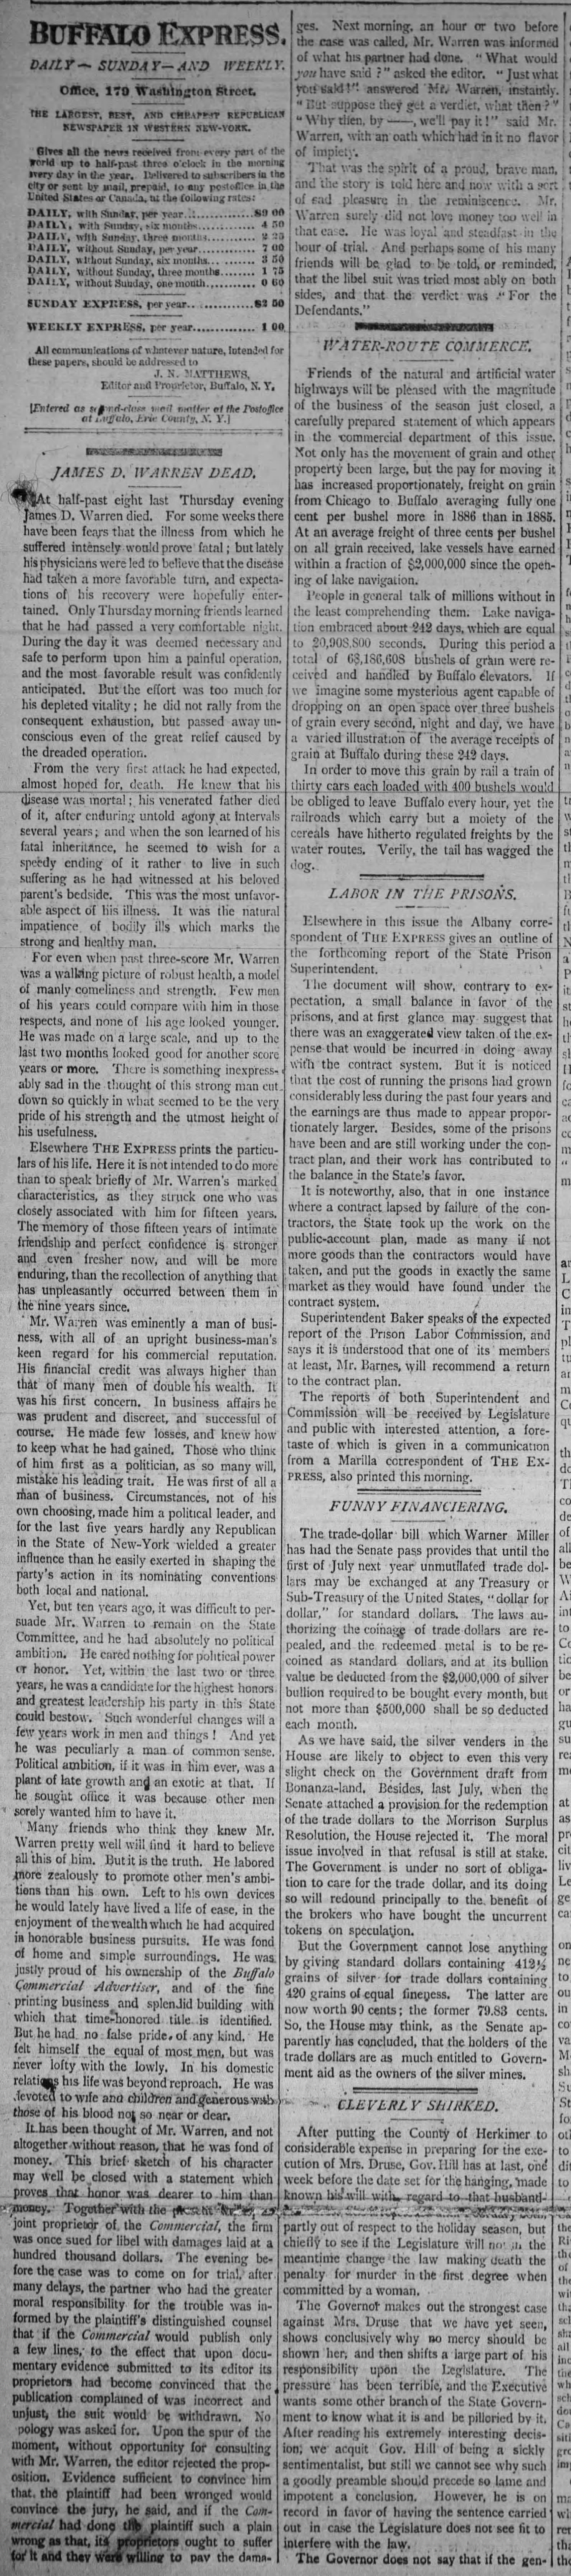 BUFFALO EXPRESS.
DAILY — SUNDAY — AND WEEKLY.
Office, 179 Washington Street.
THE LARGEST, BEST, AND CHEAPEST REPUBLICAN
NEWSPAPER IN WESTERN NEW-YORK.
Gives all the news received from every part of the
world up to half-past three o'clock in the morning
every day in the year. Delivered to subscribers in the
city or sent by mail, prepaid, to any postoffice in the
United States or Canada, at the following rates:
DAILY, with Sunday, per year $9 00
DAILY, with Sunday, six months 4 50
DAILY, with Sunday, three months 2 25
DAILY, without Sunday, per year 7 00
DAILY, without Sunday, six months 3 50
DAILY, without Sunday, three months 1 75
DAILY, without Sunday, one month 0 60
SUNDAY EXPRESS, per year $2 50
WEEKLY EXPRESS, per year 1 00
All communications of whatever nature, intended for
these papers, should be addressed to
J. N. MATTHEWS,
Editor and Proprietor, Buffalo, N. Y.
[Entered as second-class mail matter at the Postoffice
at Buffalo, Erie County, N. Y.]
JAMES D. WARREN DEAD.
At half-past eight last Thursday evening
James D. Warren died. For some weeks there
have been fears that the illness from which he
suffered intensely would prove fatal; but lately
his physicians were led to believe that the disease
had taken a more favorable turn, and expecta-
tions of his recovery were hopefully enter-
tained. Only Thursday morning friends learned
that he had passed a very comfortable night.
During the day it was deemed necessary and
safe to perform upon him a painful operation,
and the most favorable result was confidently
anticipated. But the effort was too much for
his depleted vitality; he did not rally from the
consequent exhaustion, but passed away un-
conscious even of the great relief caused by
the dreaded operation.
From the very first attack he had expected,
almost hoped for, death. He knew that his
disease was mortal; his venerated father died
of it, after enduring untold agony at intervals
several years; and when the son learned of his
fatal inheritance, he seemed to wish for a
speedy ending of it rather to live in such
suffering as he had witnessed at his beloved
parent's bedside. This was the most unfavor-
able aspect of his illness. It was the natural
impatience of bodily ills which marks the
strong and healthy man.
For even when past three-score Mr. Warren
was a walking picture of robust health, a model
of manly comeliness and strength. Few men
of his years could compare with him in those
respects, and none of his age looked younger.
He was made on a large scale, and up to the
last two months looked good for another score
years or more. There is something inexpress-
ably sad in the thought of this strong man cut
down so quickly in what seemed to be the very
pride of his strength and the utmost height of
his usefulness.
Elsewhere THE EXPRESS prints the particu-
lars of his life. Here it is not intended to do more
than to speak briefly of Mr. Warren's marked
characteristics, as they struck one who was
closely associated with him for fifteen years.
The memory of those fifteen years of intimate
friendship and perfect confidence is stronger
and even fresher now, and will be more
enduring, than the recollection of anything that
has unpleasantly occurred between them in
the nine years since.
Mr. Warren was eminently a man of busi-
ness, with all of an upright business-man's
keen regard for his commercial reputation.
His financial credit was always higher than
that of many men of double his wealth. It
was his first concern. In business affairs he
was prudent and discreet, and successful of
course. He made few losses, and knew how
to keep what he had gained. Those who think
of him first as a politician, as so many will,
mistake his leading trait. He was first of all a
man of business. Circumstances, not of his
own choosing, made him a political leader, and
for the last five years hardly any Republican
in the State of New-York wielded a greater
influence than he easily exerted in shaping the
party's action in its nominating conventions
both local and national.
Yet, but ten years ago, it was difficult to per-
suade Mr. Warren to remain on the State
Committee, and he had absolutely no political
ambition. He cared nothing for political power
or honor. Yet, within the last two or three
years, he was a candidate for the highest honors
and greatest leadership his party in this State
could bestow. Such wonderful changes will a
few years work in men and things! And yet
he was peculiarly a man of common sense.
Political ambition, if it was in him ever, was a
plant of late growth and an exotic at that. If
he sought office it was because other men
sorely wanted him to have it.
Many friends who think they knew Mr.
Warren pretty well will find it hard to believe
all this of him. But it is the truth. He labored
more zealously to promote other men's ambi-
tions than his own. Left to his own devices
he would lately have lived a life of ease, in the
enjoyment of the wealth which he had acquired
in honorable business pursuits. He was fond
of home and simple surroundings. He was
justly proud of his ownership of the Buffalo
Commercial Advertiser, and of the fine
printing business and splendid building with
which that time-honored title is identified.
But he had no false pride of any kind. He
felt himself the equal of most men, but was
never lofty with the lowly. In his domestic
relations his life was beyond reproach. He was
devoted to wife and children and generous with
those of his blood not so near or dear.
It has been thought of Mr. Warren, and not
altogether without reason, that he was fond of
money. This brief sketch of his character
may well be closed with a statement which
proves that honor was dearer to him than
money. Together with the
joint proprietor of the Commercial, the firm
was once sued for libel with damages laid at a
hundred thousand dollars. The evening be-
fore the case was to come on for trial, after
many delays, the partner who had the greater
moral responsibility for the trouble was in-
formed by the plaintiff's distinguished counsel
that if the Commercial would publish only
a few lines, to the effect that upon docu-
mentary evidence submitted to its editor its
proprietors had become convinced that the
publication complained of was incorrect and
unjust, the suit would be withdrawn. No
pology was asked for. Upon the spur of the
moment, without opportunity for consulting
with Mr. Warren, the editor rejected the prop-
osition. Evidence sufficient to convince him
that the plaintiff had been wronged would
convince the jury, he said, and if the Com-
mercial had done the plaintiff such a plain
wrong as that, its proprietors ought to suffer
for it and they were willing to pay the dama-
ges. Next morning, an hour or two before
the case was called, Mr. Warren was informed
of what his partner had done. "What would
you have said?" asked the editor. "Just what
you said!" answered Mr. Warren, instantly.
"But suppose they get a verdict, what then?"
"Why then, by ——, we'll pay it!" said Mr.
Warren, with an oath which had in it no flavor
of impiety.
That was the spirit of a proud, brave man,
and the story is told here and now with a sort
of sad pleasure in the reminiscence. Mr.
Warren surely did not love money too well in
that case. He was loyal and steadfast in the
hour of trial. And perhaps some of his many
friends will be glad to be told, or reminded,
that the libel suit was tried most ably on both
sides, and that the verdict was "For the
Defendants."
WATER-ROUTE COMMERCE.
Friends of the natural and artificial water
highways will be pleased with the magnitude
of the business of the season just closed, a
carefully prepared statement of which appears
in the commercial department of this issue.
Not only has the movement of grain and other
property been large, but the pay for moving it
has increased proportionately, freight on grain
from Chicago to Buffalo averaging fully one
cent per bushel more in 1886 than in 1885.
At an average freight of three cents per bushel
on all grain received, lake vessels have earned
within a fraction of $2,000,000 since the open-
ing of lake navigation.
People in general talk of millions without in
the least comprehending them. Lake naviga-
tion embraced about 242 days, which are equal
to 20,908,800 seconds. During this period a
total of 68,186,608 bushels of grain were re-
ceived and handled by Buffalo elevators. If
we imagine some mysterious agent capable of
dropping on an open space over three bushels
of grain every second, night and day, we have
a varied illustration of the average receipts of
grain at Buffalo during these 242 days.
In order to move this grain by rail a train of
thirty cars each loaded with 400 bushels would
be obliged to leave Buffalo every hour, yet the
railroads which carry but a moiety of the
cereals have hitherto regulated freights by the
water routes. Verily, the tail has wagged the
dog.
LABOR IN THE PRISONS.
Elsewhere in this issue the Albany corre-
spondent of THE EXPRESS gives an outline of
the forthcoming report of the State Prison
Superintendent.
The document will show, contrary to ex-
pectation, a small balance in favor of the
prisons, and at first glance may suggest that
there was an exaggerated view taken of the ex-
pense that would be incurred in doing away
with the contract system. But it is noticed
that the cost of running the prisons had grown
considerably less during the past four years and
the earnings are thus made to appear propor-
tionately larger. Besides, some of the prisons
have been and are still working under the con-
tract plan, and their work has contributed to
the balance in the State's favor.
It is noteworthy, also, that in one instance
where a contract lapsed by failure of the con-
tractors, the State took up the work on the
public-account plan, made as many if not
more goods than the contractors would have
taken, and put the goods in exactly the same
market as they would have found under the
contract system.
Superintendent Baker speaks of the expected
report of the Prison Labor Commission, and
says it is understood that one of its members
at least, Mr. Barnes, will recommend a return
to the contract plan.
The reports of both Superintendent and
Commission will be received by Legislature
and public with interested attention, a fore-
taste of which is given in a communication
from a Marilla correspondent of THE EX-
PRESS, also printed this morning.
FUNNY FINANCIERING.
The trade-dollar bill which Warner Miller
has had the Senate pass provides that until the
first of July next year unmutilated trade dol-
lars may be exchanged at any Treasury or
Sub-Treasury of the United States, "dollar for
dollar," for standard dollars. The laws au-
thorizing the coinage of trade dollars are re-
pealed, and the redeemed metal is to be re-
coined as standard dollars, and at its bullion
value be deducted from the $2,000,000 of silver
bullion required to be bought every month, but
not more than $500,000 shall be so deducted
each month.
As we have said, the silver venders in the
House are likely to object to even this very
slight check on the Government draft from
Bonanza-land. Besides, last July, when the
Senate attached a provision for the redemption
of the trade dollars to the Morrison Surplus
Resolution, the House rejected it. The moral
issue involved in that refusal is still at stake.
The Government is under no sort of obliga-
tion to care for the trade dollar, and its doing
so will redound principally to the benefit of
the brokers who have bought the uncurrent
tokens on speculation.
But the Government cannot lose anything
by giving standard dollars containing 412½
grains of silver for trade dollars containing
420 grains of equal fineness. The latter are
now worth 90 cents; the former 79.83 cents.
So, the House may think, as the Senate ap-
parently has concluded, that the holders of the
trade dollars are as much entitled to Govern-
ment aid as the owners of the silver mines.
CLEVERLY SHIRKED.
After putting the County of Herkimer to
considerable expense in preparing for the exe-
cution of Mrs. Druse, Gov. Hill has at last, one
week before the date set for the hanging, made
known his will with regard to that husband-
partly out of respect to the holiday season, but
chiefly to see if the Legislature will not in the
meantime change the law making death the
penalty for murder in the first degree when
committed by a woman.
The Governor makes out the strongest case
against Mrs. Druse that we have yet seen,
shows conclusively why no mercy should be
shown her, and then shifts a large part of his
responsibility upon the Legislature. The
pressure has been terrible, and the Executive
wants some other branch of the State Govern-
ment to know what it is and be pilloried by it.
After reading his extremely interesting decis-
ion; we acquit Gov. Hill of being a sickly
sentimentalist, but still we cannot see why such
a goodly preamble should precede so lame and
impotent a conclusion. However, he is on
record in favor of having the sentence carried
out in case the Legislature does not see fit to
interfere with the law.
The Governor does not say that if the gen-